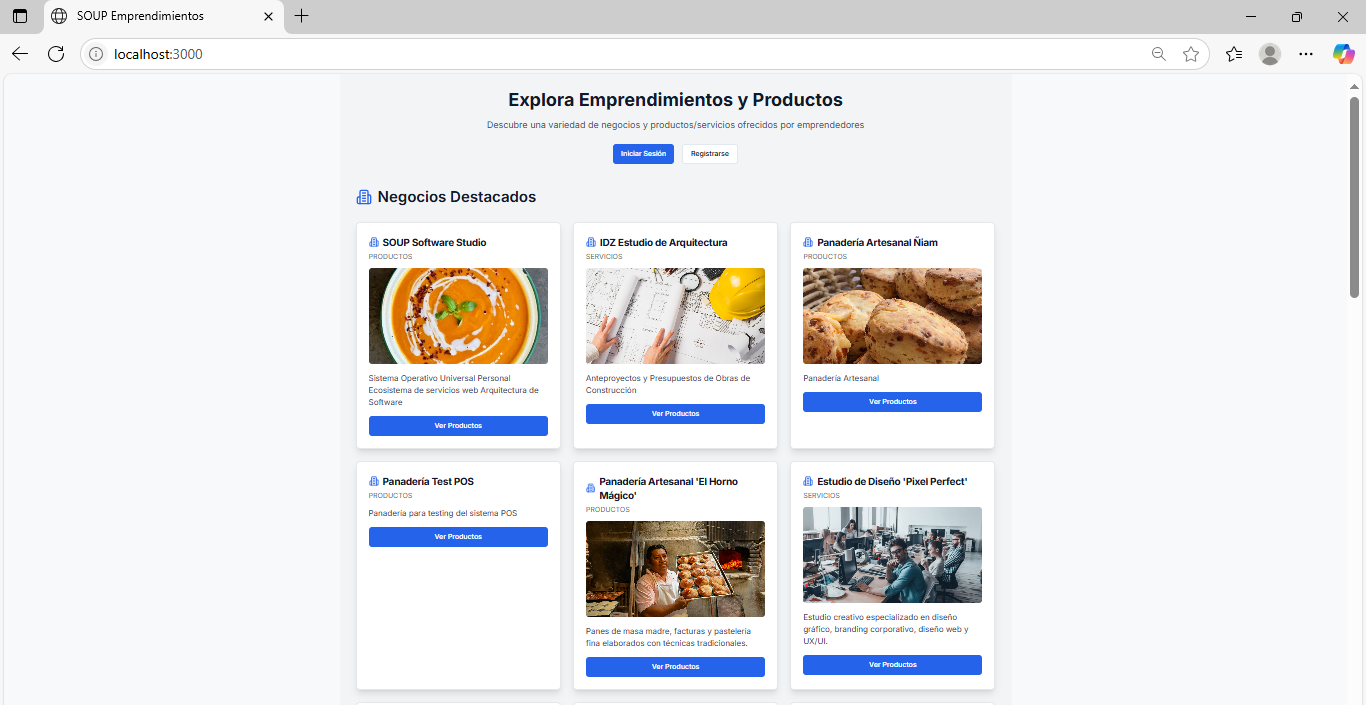 SOUP Emprendimientos
localhost:3000
Explora Emprendimientos y Productos
Descubre una variedad de negocios y productos/servicios ofrecidos por emprendedores
Iniciar Sesión
Registrarse
Negocios Destacados
SOUP Software Studio
PRODUCTOS
Sistema Operativo Universal Personal
Ecosistema de servicios web Arquitectura de
Software
Ver Productos
IDZ Estudio de Arquitectura
SERVICIOS
Anteproyectos y Presupuestos de Obras de
Construcción
Ver Productos
Panadería Artesanal Ñiam
PRODUCTOS
Panadería Artesanal
Ver Productos
Panadería Test POS
PRODUCTOS
Panadería para testing del sistema POS
Ver Productos
Panadería Artesanal 'El Horno
Mágico'
PRODUCTOS
Panes de masa madre, facturas y pastelería
fina elaborados con técnicas tradicionales.
Ver Productos
Estudio de Diseño 'Pixel Perfect'
SERVICIOS
Estudio creativo especializado en diseño
gráfico, branding corporativo, diseño web y
UX/UI.
Ver Productos